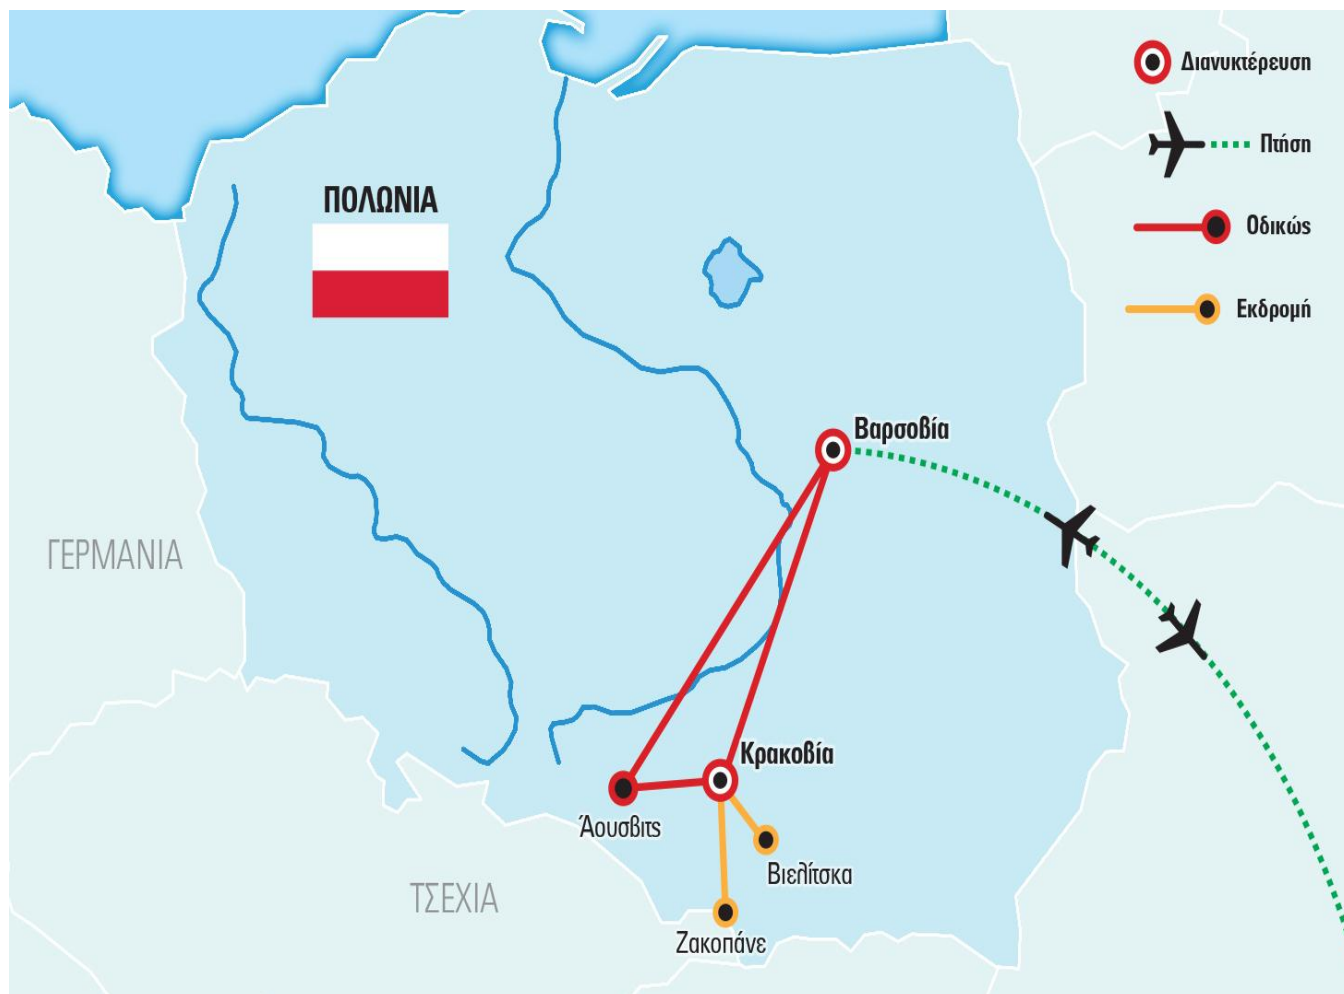 Διανυκτέρευση
Πτήση
ΠΟΛΩΝΙΑ
Οδικώς
Εκδρομή
Βαρσοβία
ΓΕΡΜΑΝΙΑ
Κρακοβία
Άουσβιτς
Βιελίτσκα
ΤΣΕΧΙΑ
Ζακοπάνε